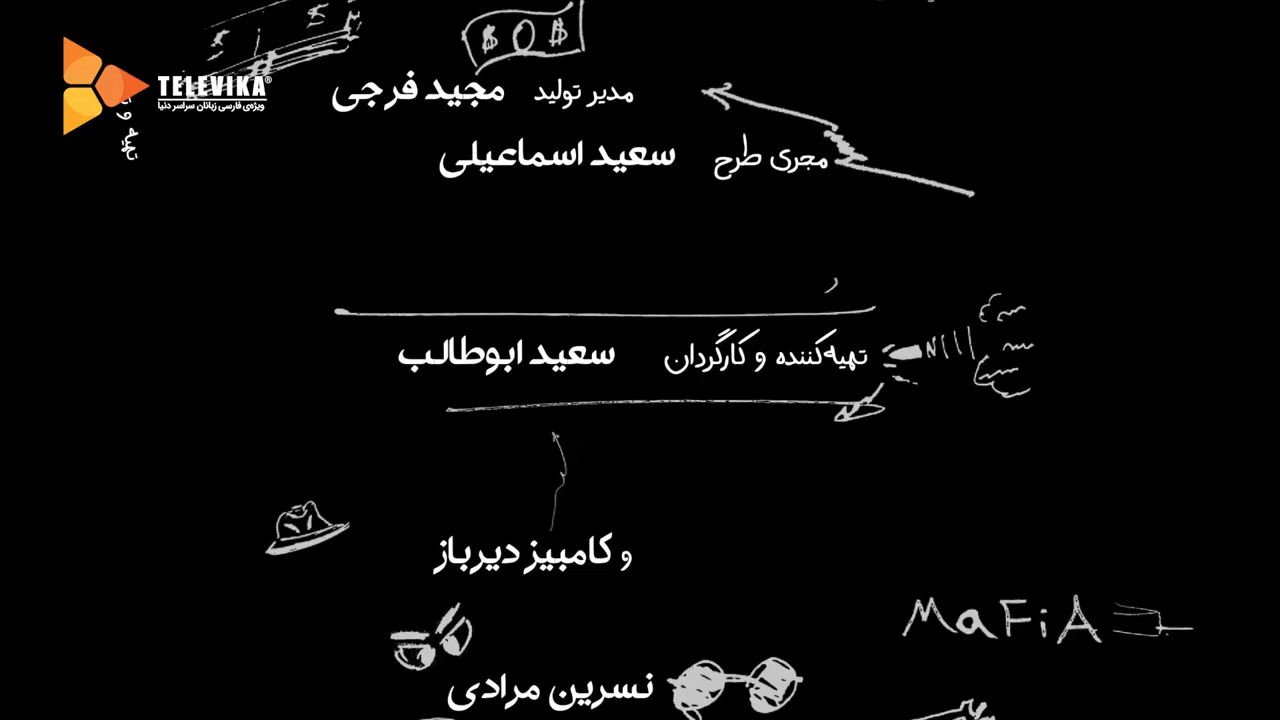 TELEVIKA®
ویژه‌ی فارسی زبانان سراسر دنیا
تهیه و
مدیر تولید مجید فرجی
مجری طرح سعید اسماعیلی
تهیه‌کننده و کارگردان سعید ابوطالب
و کامبیز دیرباز
MaFiA
نسرین مرادی